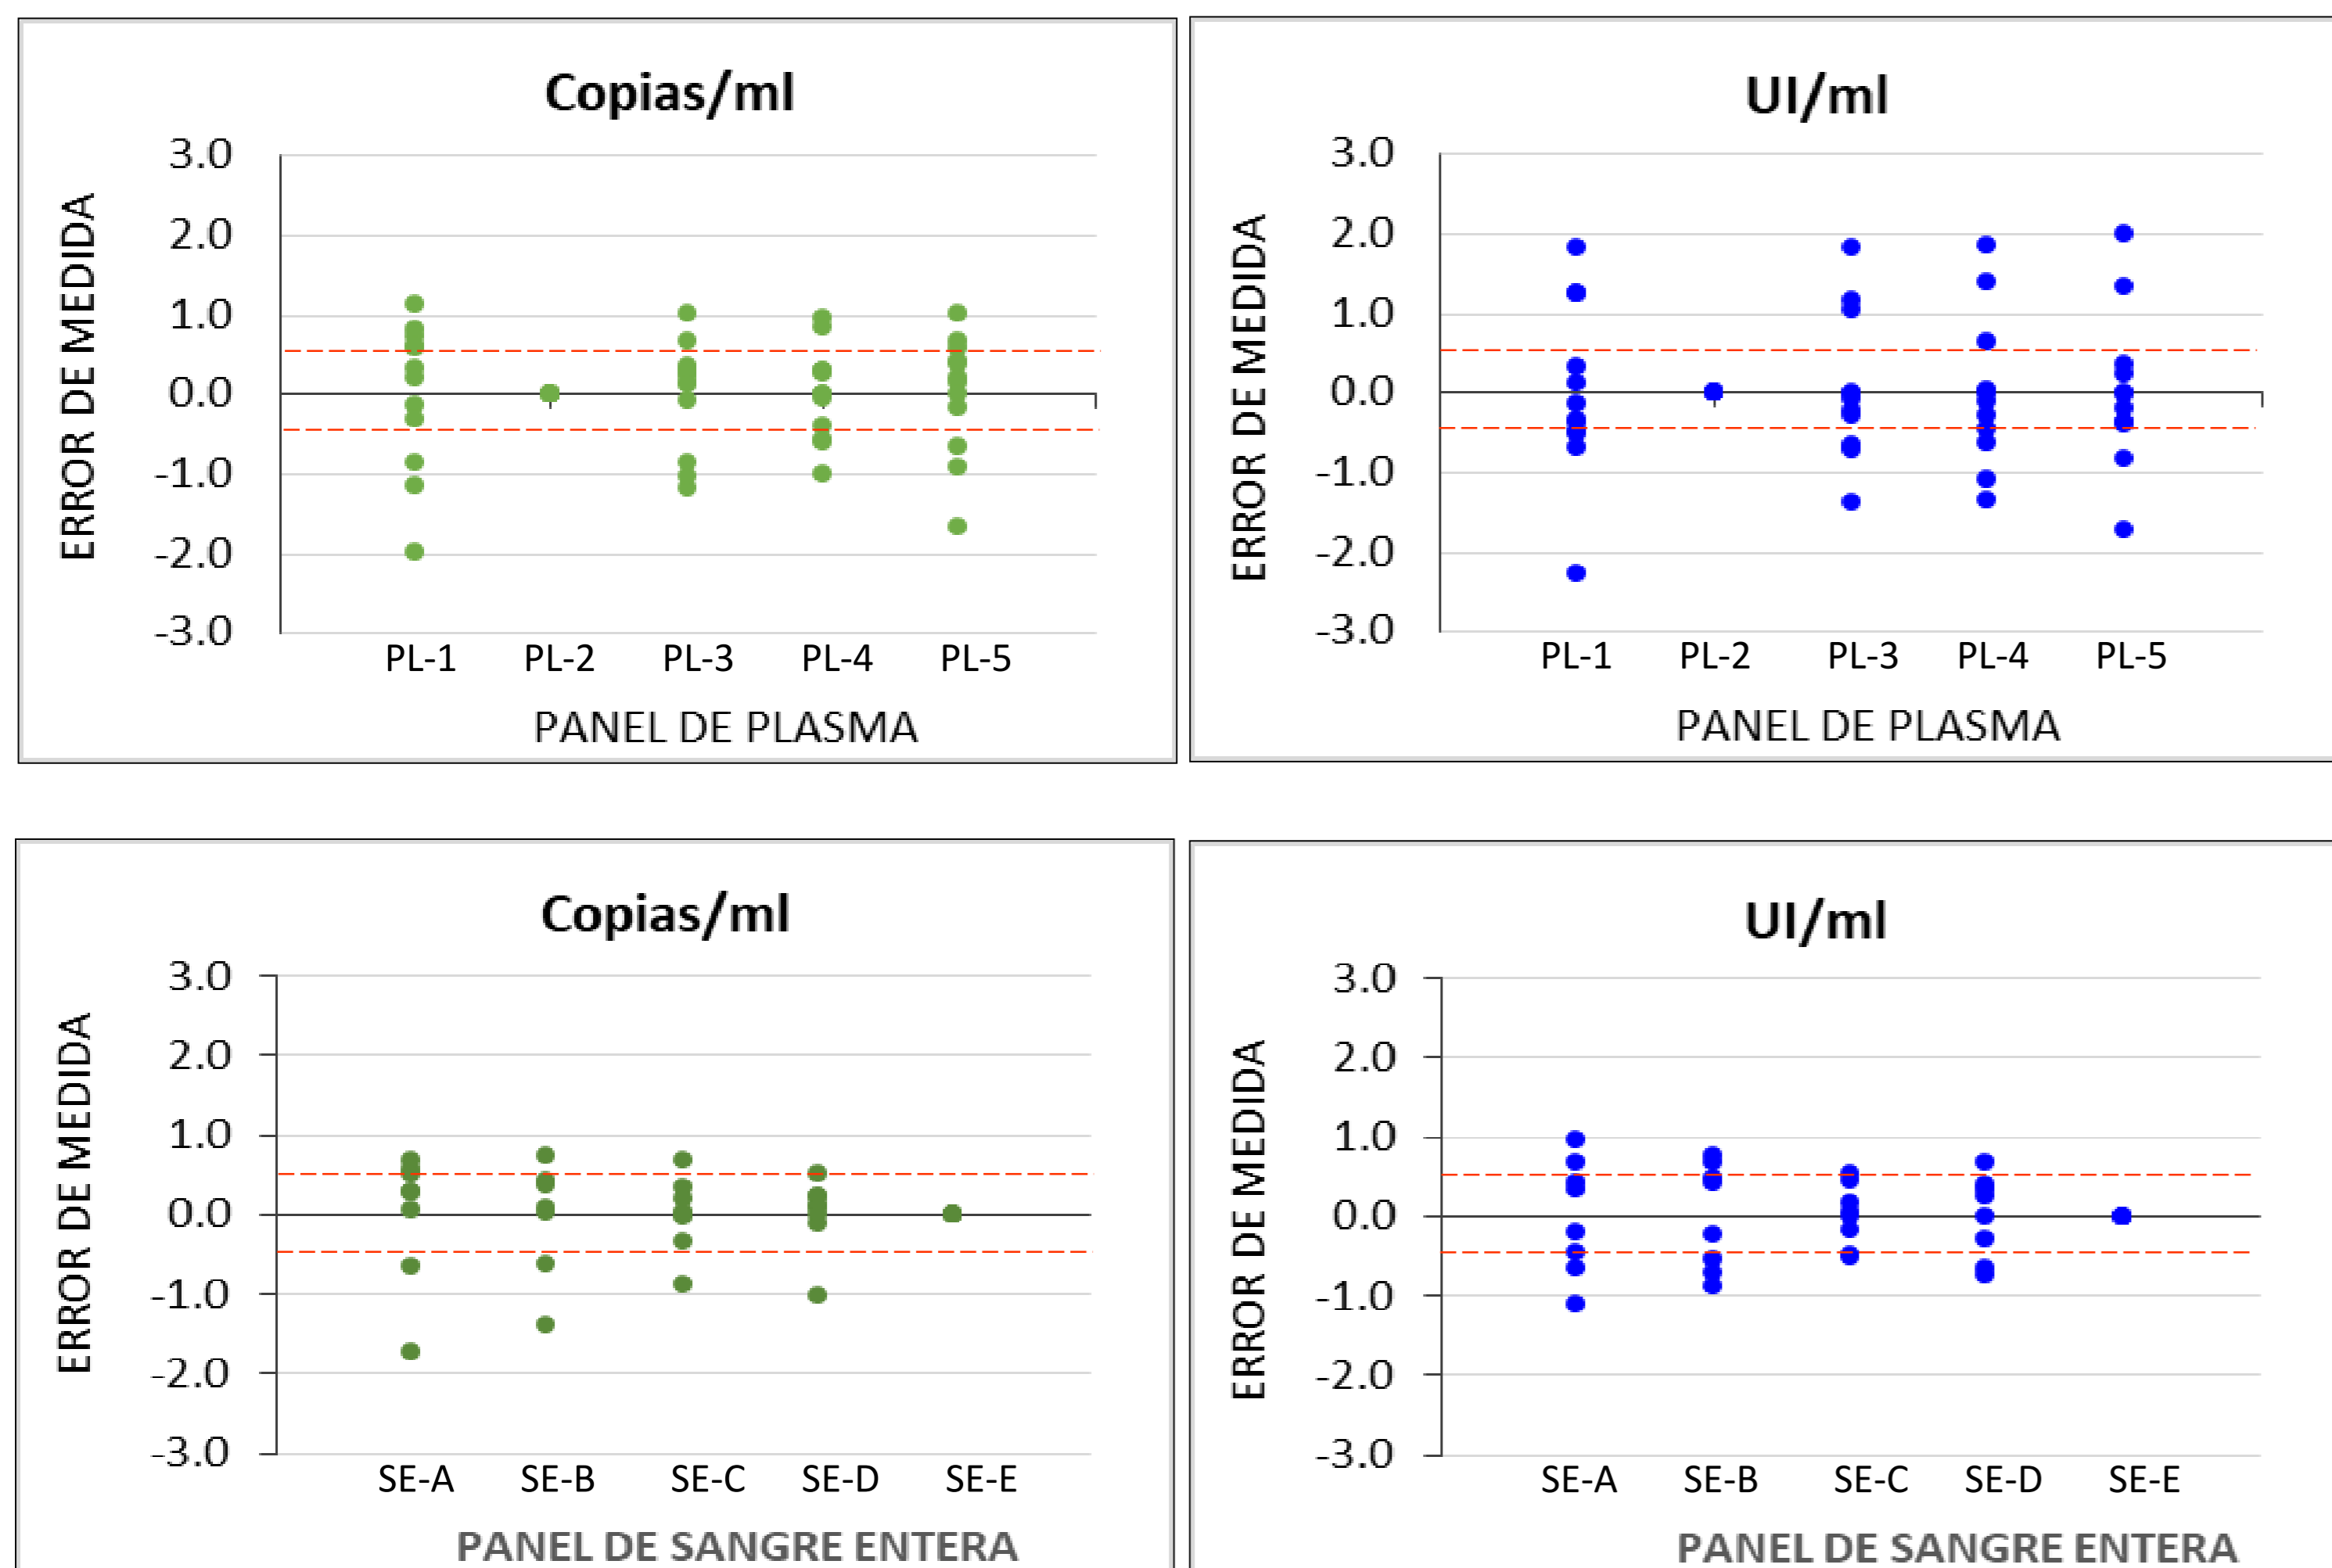 Copias/ml
3.0
2.0
1.0
0.0
-1.0
-2.0
-3.0
ERROR DE MEDIDA
PL-1 PL-2 PL-3 PL-4 PL-5
PANEL DE PLASMA
UI/ml
3.0
2.0
1.0
0.0
-1.0
-2.0
-3.0
ERROR DE MEDIDA
PL-1 PL-2 PL-3 PL-4 PL-5
PANEL DE PLASMA
Copias/ml
3.0
2.0
1.0
0.0
-1.0
-2.0
-3.0
ERROR DE MEDIDA
SE-A SE-B SE-C SE-D SE-E
PANEL DE SANGRE ENTERA
UI/ml
3.0
2.0
1.0
0.0
-1.0
-2.0
-3.0
ERROR DE MEDIDA
SE-A SE-B SE-C SE-D SE-E
PANEL DE SANGRE ENTERA